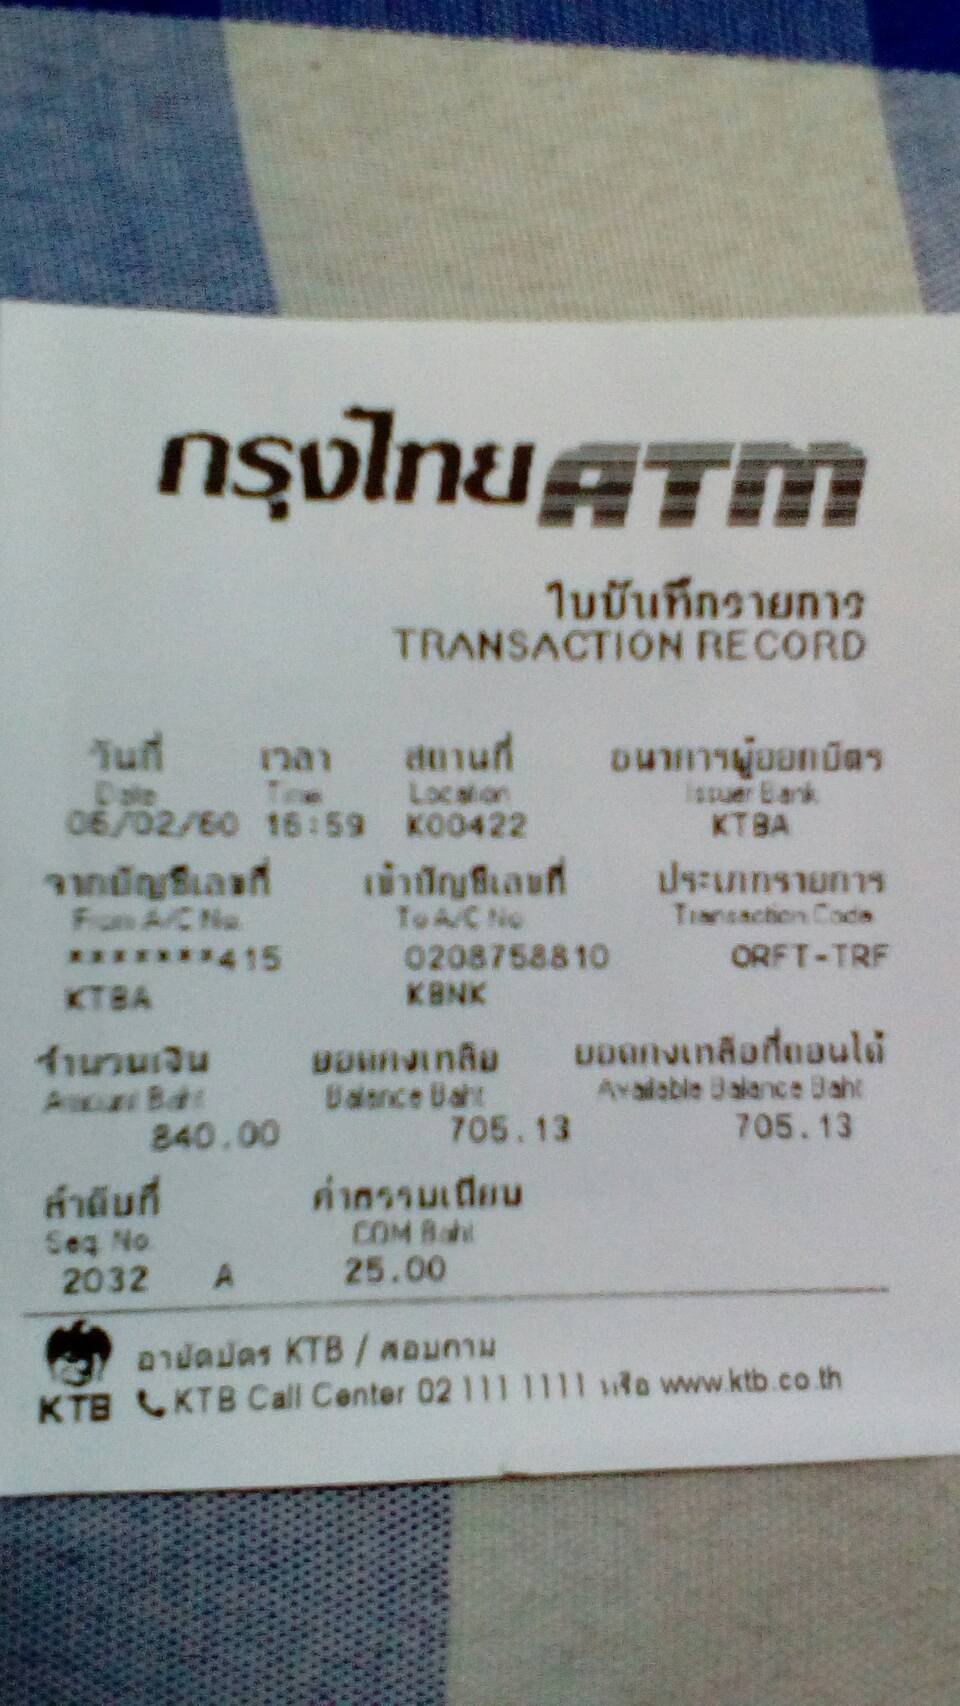 กรุงไทย ATM
ใบบันทึกรายการ
TRANSACTION RECORD
วันที่ เวลา สถานที่ ธนาคารผู้ออกบัตร
Date Time Location Issuer Bank
06/02/60 16:59 K00422 KTBA
จากบัญชีเลขที่ เข้าบัญชีเลขที่ ประเภทรายการ
From A/C No. To A/C No Transaction Code
*******415 0208758810 ORFT-TRF
KTBA KBNK
จำนวนเงิน ยอดคงเหลือ ยอดคงเหลือที่ถอนได้
Amount Baht Balance Baht Available Balance Baht
840.00 705.13 705.13
ลำดับที่ ค่าธรรมเนียม
Seq No COM Baht
2032 A 25.00
อายัดบัตร KTB / สอบถาม
KTB KTB Call Center 02 111 1111 หรือ www.ktb.co.th